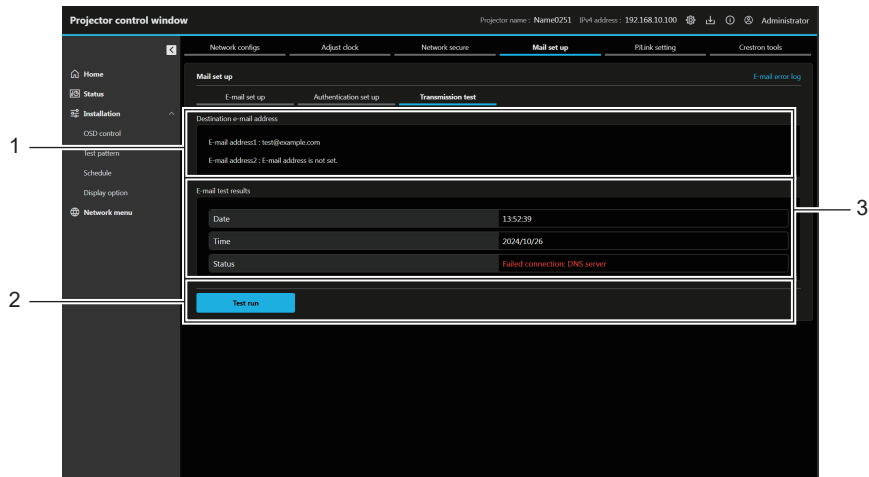 Projector control window
Projector name : Name0251 IPv4 address : 192.168.10.100 Administrator
Network configs Adjust clock Network secure Mail set up PJLink setting Crestron tools
Home
Status
Installation
OSD control
Test pattern
Schedule
Display option
Network menu
Mail set up E-mail error log
E-mail set up Authentication set up Transmission test
Destination e-mail address
E-mail address1 : test@example.com
E-mail address2 : E-mail address is not set.
E-mail test results
Date 13:52:39
Time 2024/10/26
Status Failed connection: DNS server
Test run
1
2
3